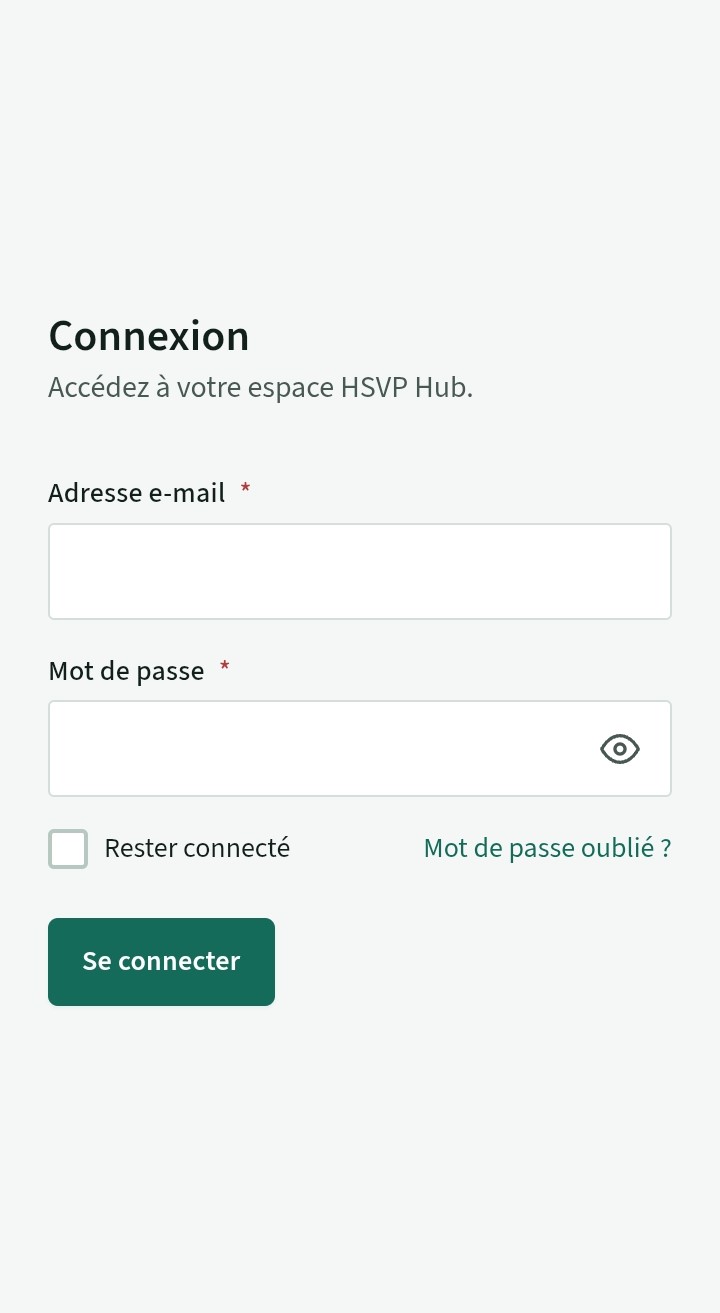 Connexion
Accédez à votre espace HSVP Hub.
Adresse e-mail *
Mot de passe *
Rester connecté
Mot de passe oublié ?
Se connecter